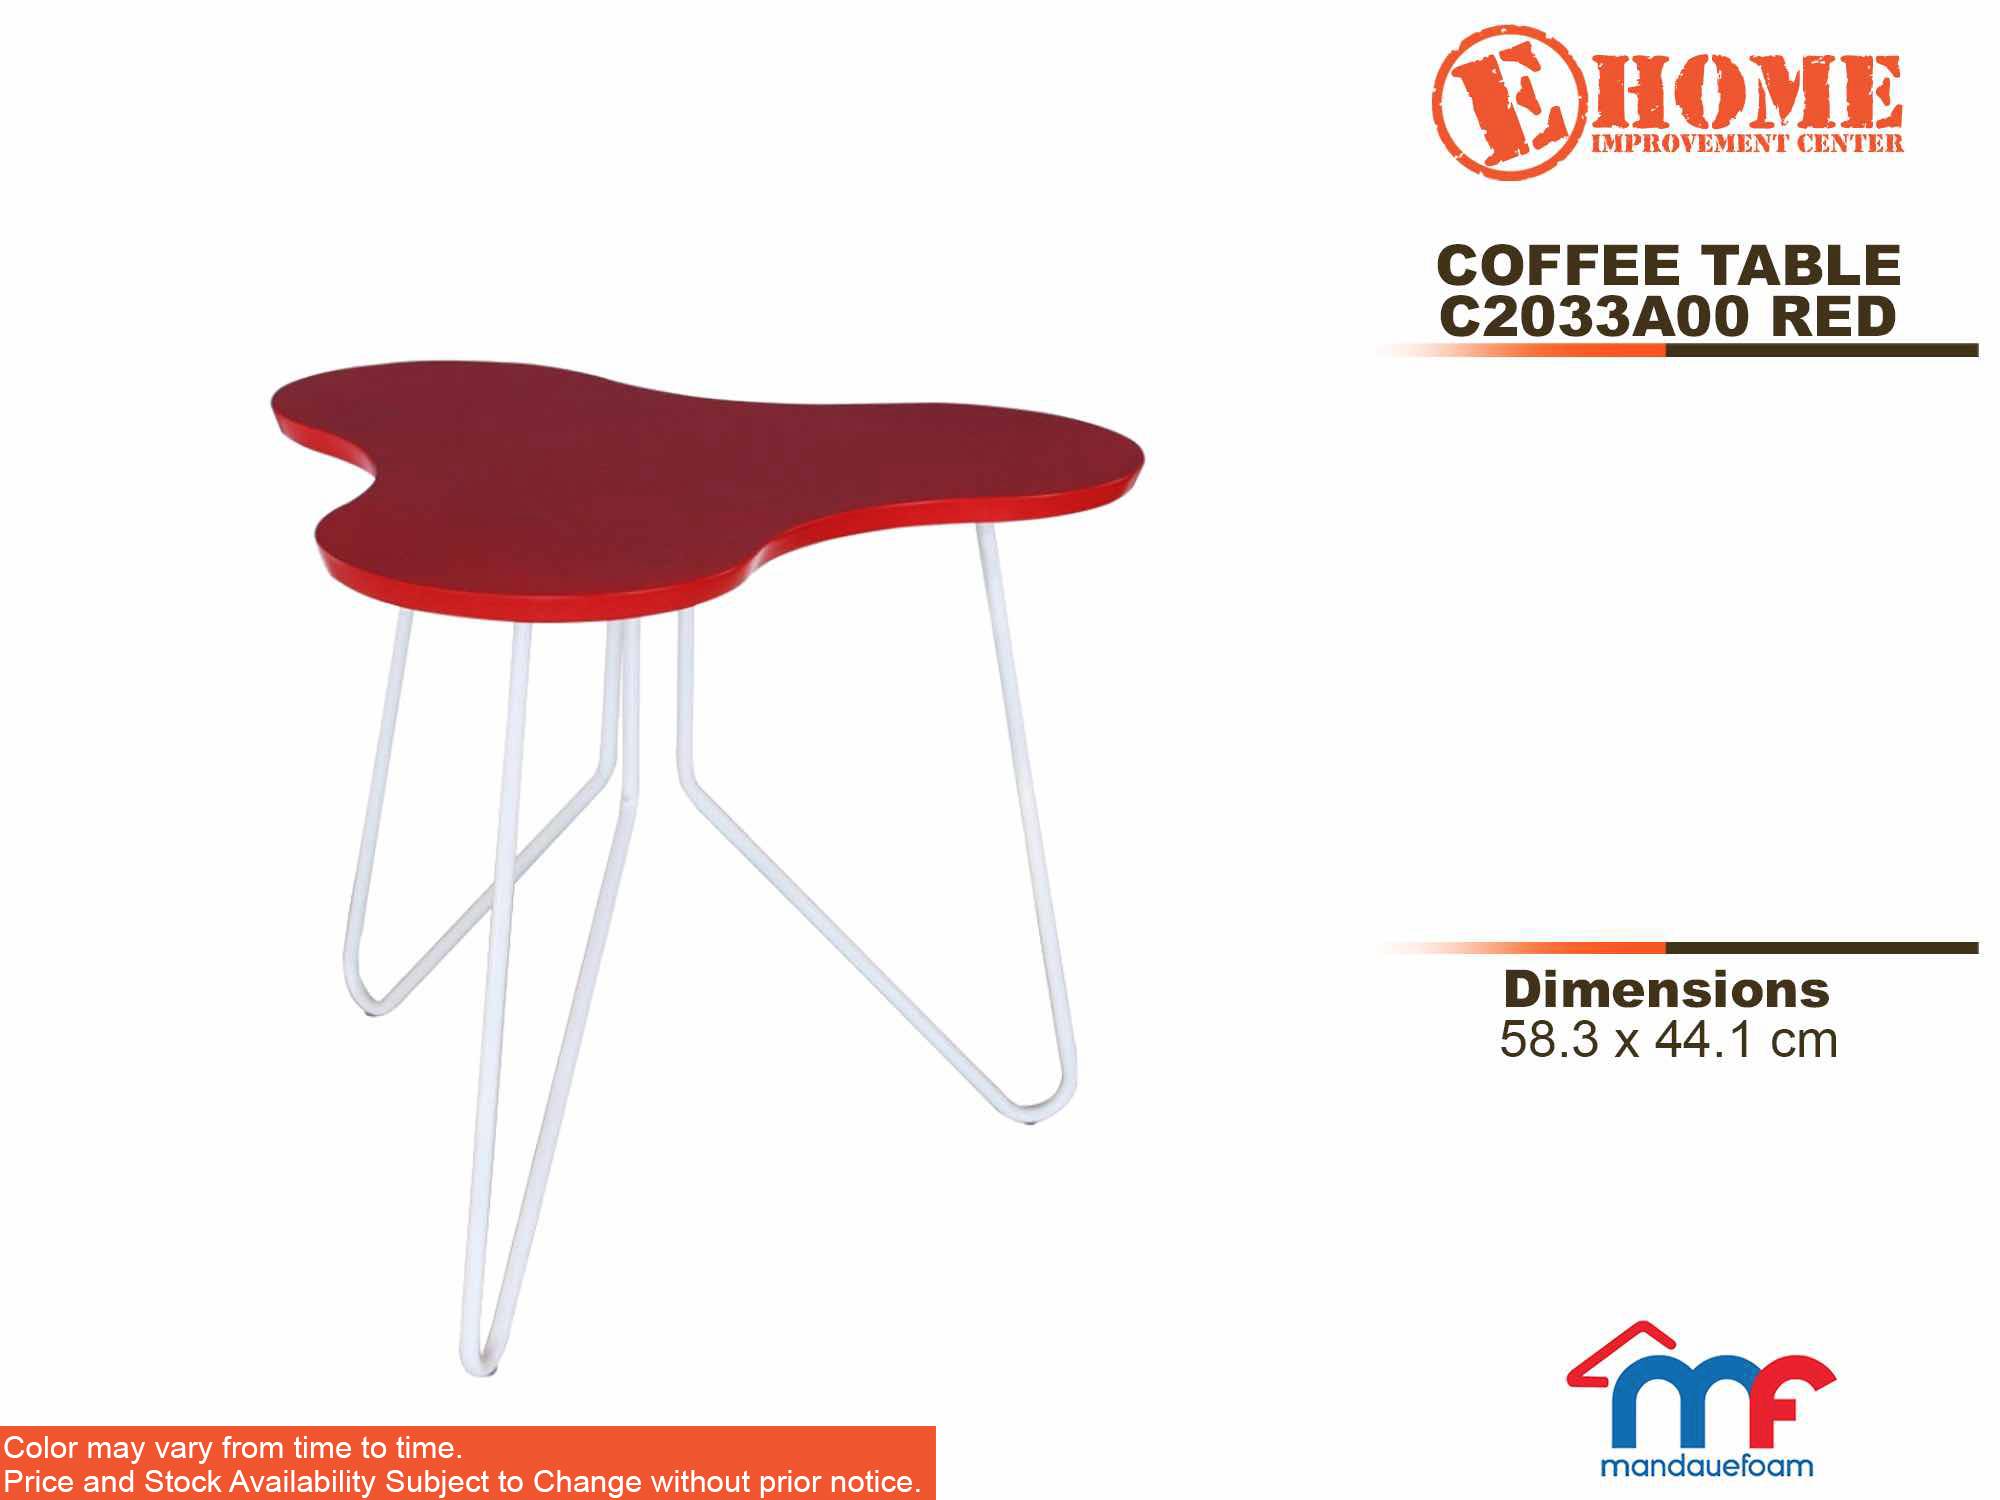 E HOME
IMPROVEMENT CENTER
COFFEE TABLE
C2033A00 RED
Dimensions
58.3 x 44.1 cm
mf
mandauefoam
Color may vary from time to time.
Price and Stock Availability Subject to Change without prior notice.